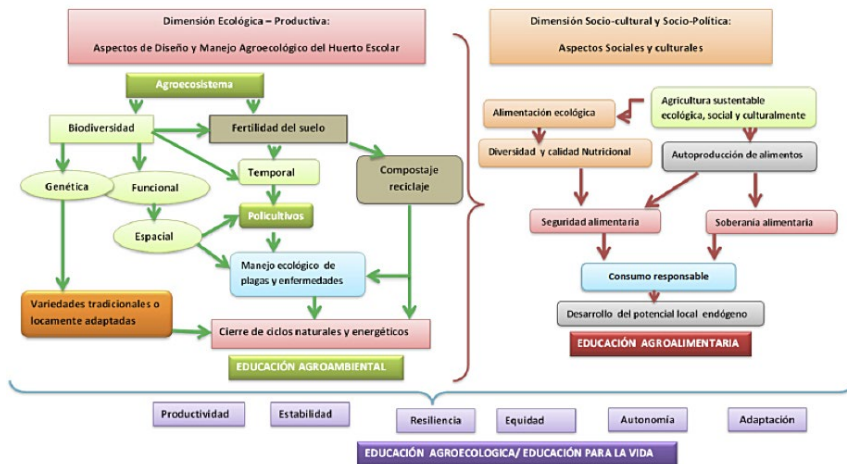 Dimensión Ecológica – Productiva:
Aspectos de Diseño y Manejo Agroecológico del Huerto Escolar
Agroecosistema
Biodiversidad
Fertilidad del suelo
Genética
Funcional
Temporal
Compostaje
reciclaje
Espacial
Policultivos
Manejo ecológico de
plagas y enfermedades
Variedades tradicionales o
locamente adaptadas
Cierre de ciclos naturales y energéticos
EDUCACIÓN AGROAMBIENTAL
Dimensión Socio-cultural y Socio-Política:
Aspectos Sociales y culturales
Alimentación ecológica
Agricultura sustentable
ecológica, social y culturalmente
Diversidad y calidad Nutricional
Autoproducción de alimentos
Seguridad alimentaria
Soberanía alimentaria
Consumo responsable
Desarrollo del potencial local endógeno
EDUCACIÓN AGROALIMENTARIA
Productividad
Estabilidad
Resiliencia
Equidad
Autonomía
Adaptación
EDUCACIÓN AGROECOLOGICA/ EDUCACIÓN PARA LA VIDA